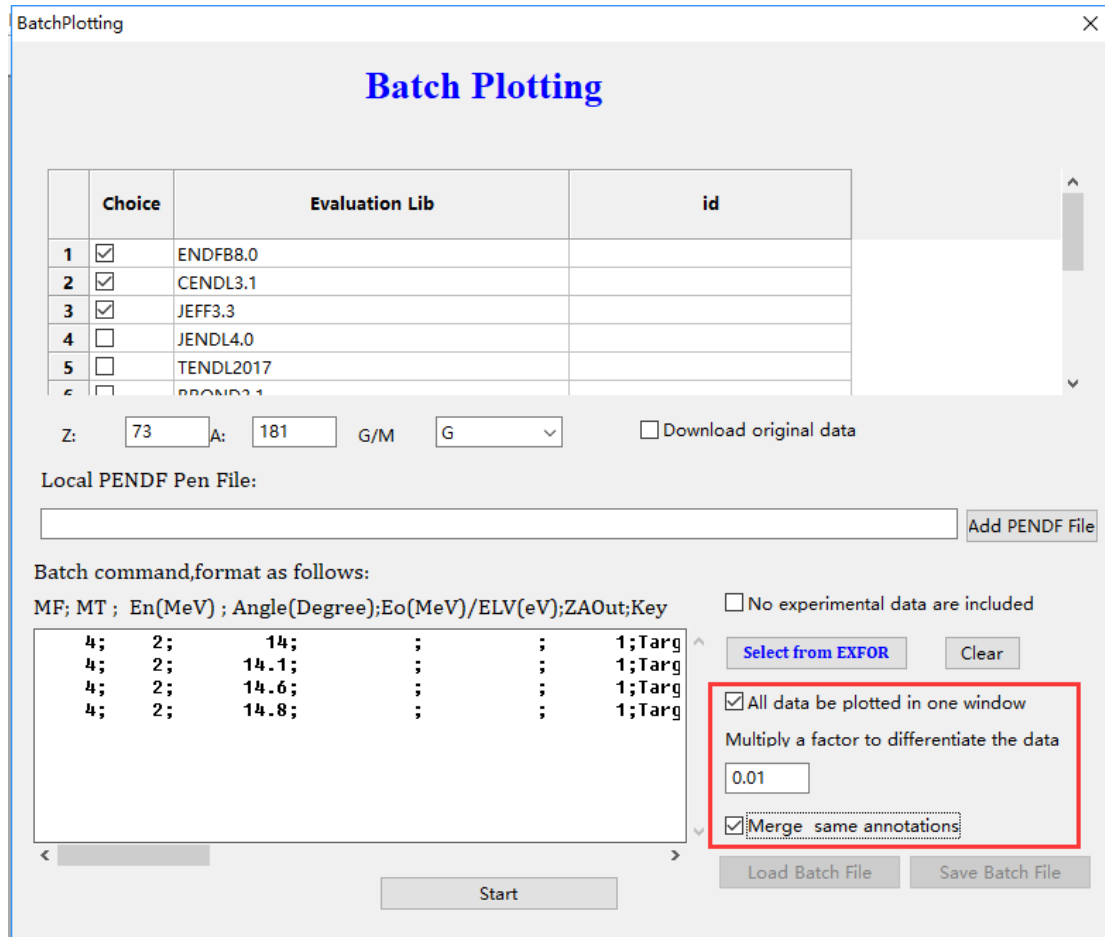 BatchPlotting
Batch Plotting
Choice Evaluation Lib id
1 ENDFB8.0
2 CENDL3.1
3 JEFF3.3
4 JENDL4.0
5 TENDL2017
Z: 73 A: 181 G/M G Download original data
Local PENDF Pen File:
Add PENDF File
Batch command,format as follows:
MF; MT ; En(MeV) ; Angle(Degree);Eo(MeV)/ELV(eV);ZAOut;Key
No experimental data are included
4; 2; 14; ; ; 1;Targ
4; 2; 14.1; ; ; 1;Targ
4; 2; 14.6; ; ; 1;Targ
4; 2; 14.8; ; ; 1;Targ
Select from EXFOR Clear
All data be plotted in one window
Multiply a factor to differentiate the data
0.01
Merge same annotations
Load Batch File Save Batch File
Start